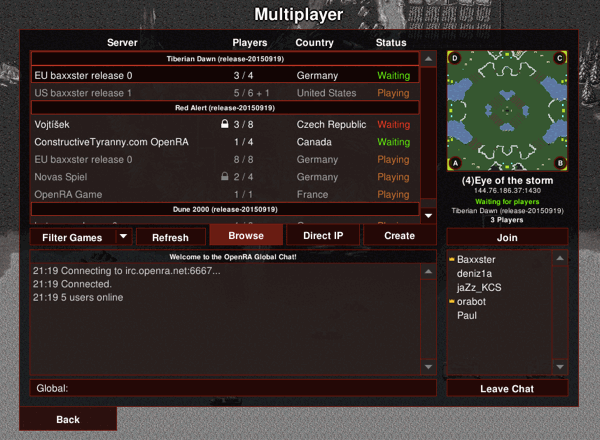 Multiplayer
Server Players Country Status
Tiberian Dawn (release-20150919)
EU baxxster release 0 3 / 4 Germany Waiting
US baxxster release 1 5 / 6 + 1 United States Playing
Red Alert (release-20150919)
Vojtíšek 3 / 8 Czech Republic Waiting
ConstructiveTyranny.com OpenRA 1 / 4 Canada Waiting
EU baxxster release 0 8 / 8 Germany Playing
Novas Spiel 2 / 4 Germany Playing
OpenRA Game 1 / 1 France Playing
Dune 2000 (release-20150919)
D C
A B
(4)Eye of the storm
144.76.186.37:1430
Waiting for players
Tiberian Dawn (release-20150919)
3 Players
Filter Games Refresh Browse Direct IP Create Join
Welcome to the OpenRA Global Chat!
21:19 Connecting to irc.openra.net:6667...
21:19 Connected.
21:19 5 users online
Baxxster
deniz1a
jaZz_KCS
orabot
Paul
Global:
Leave Chat
Back